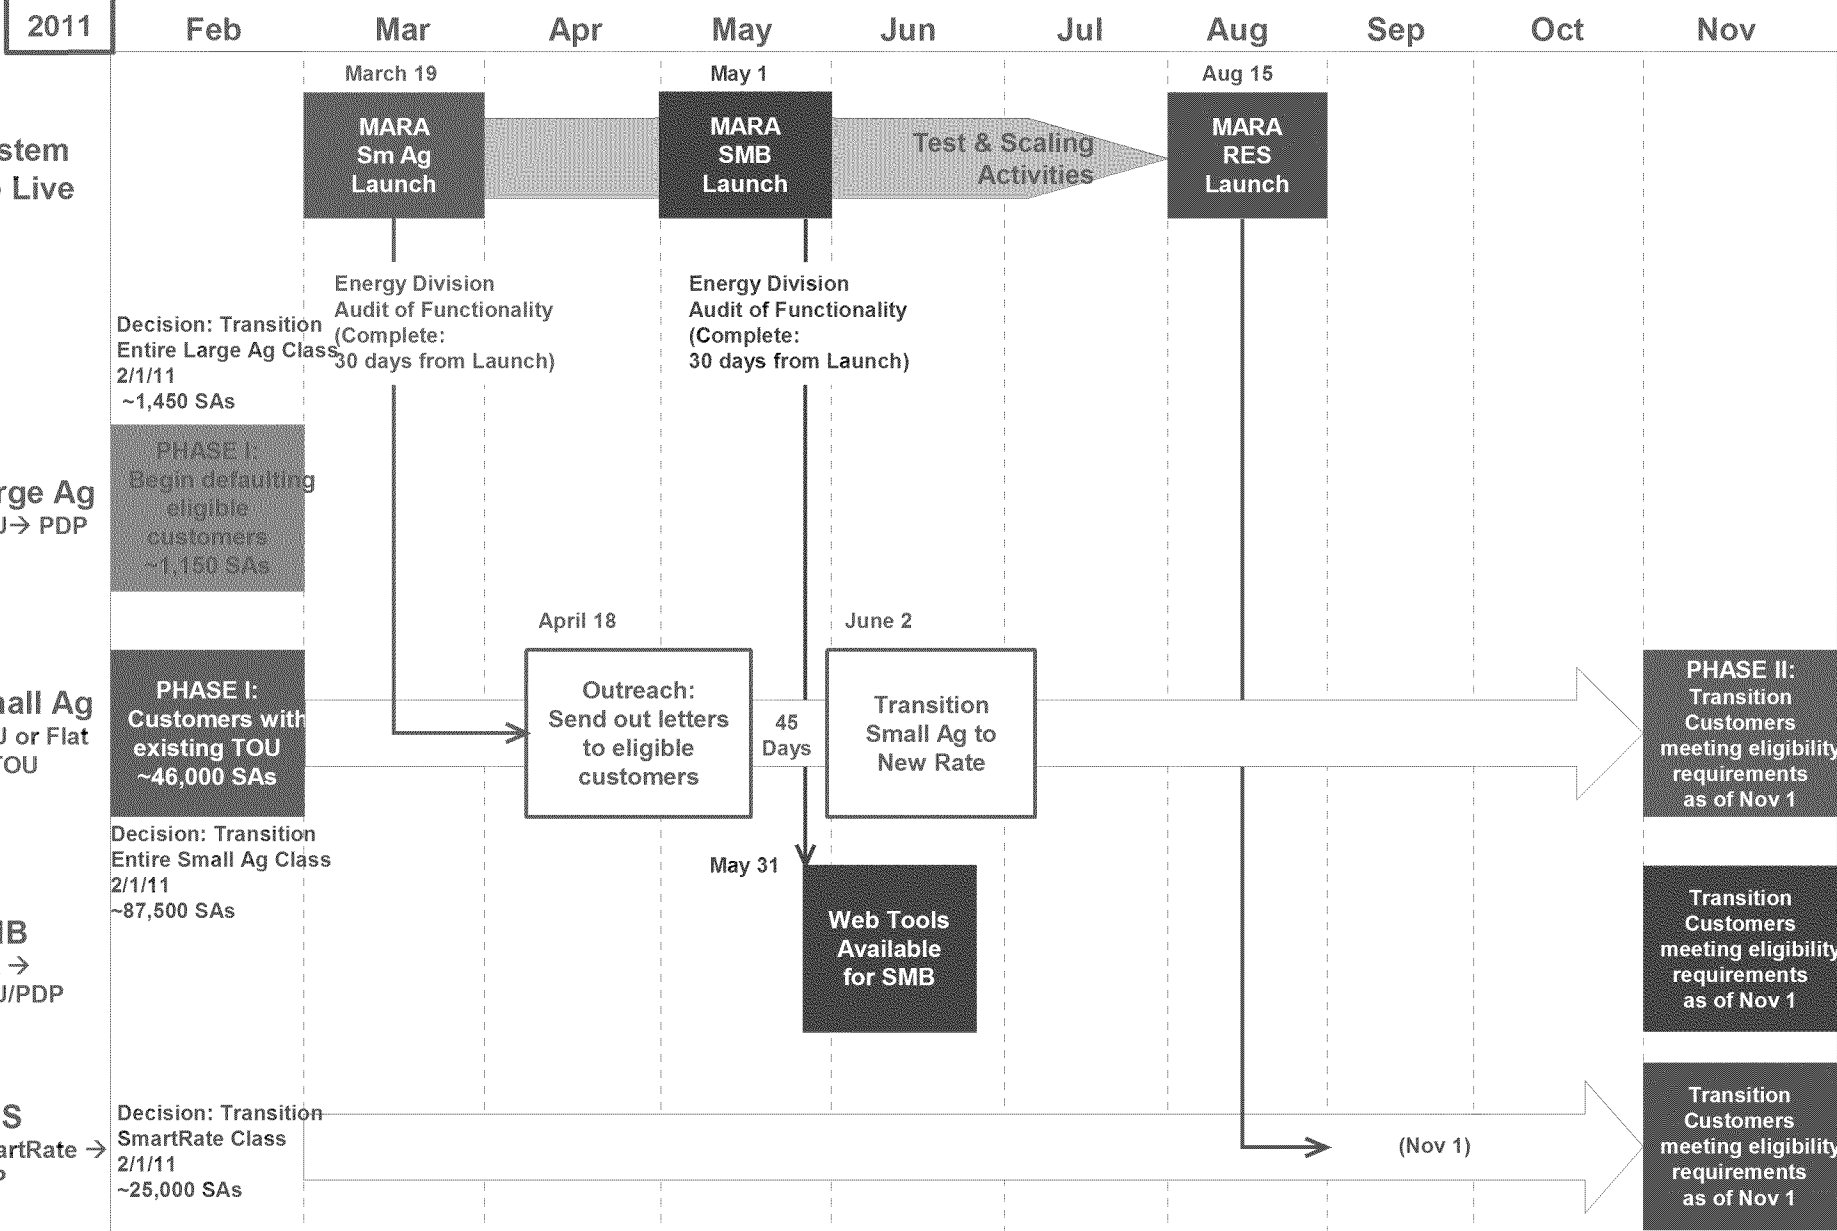 2011 Feb Mar Apr May Jun Jul Aug Sep Oct Nov
March 19
May 1
Aug 15
stem
Live
MARA
Sm Ag
Launch
MARA
SMB
Launch
Test & Scaling
Activities
MARA
RES
Launch
Energy Division
Audit of Functionality
(Complete:
30 days from Launch)
Energy Division
Audit of Functionality
(Complete:
30 days from Launch)
Decision: Transition
Entire Large Ag Class
2/1/11
~1,450 SAs
rge Ag
J→ PDP
PHASE I:
Begin defaulting
eligible
customers
~1,150 SAs
April 18
June 2
nall Ag
J or Flat
TOU
PHASE I:
Customers with
existing TOU
~46,000 SAs
Outreach:
Send out letters
to eligible
customers
45
Days
Transition
Small Ag to
New Rate
PHASE II:
Transition
Customers
meeting eligibility
requirements
as of Nov 1
Decision: Transition
Entire Small Ag Class
2/1/11
~87,500 SAs
May 31
IB
→
J/PDP
Web Tools
Available
for SMB
Transition
Customers
meeting eligibility
requirements
as of Nov 1
S
artRate →
P
Decision: Transition
SmartRate Class
2/1/11
~25,000 SAs
(Nov 1)
Transition
Customers
meeting eligibility
requirements
as of Nov 1